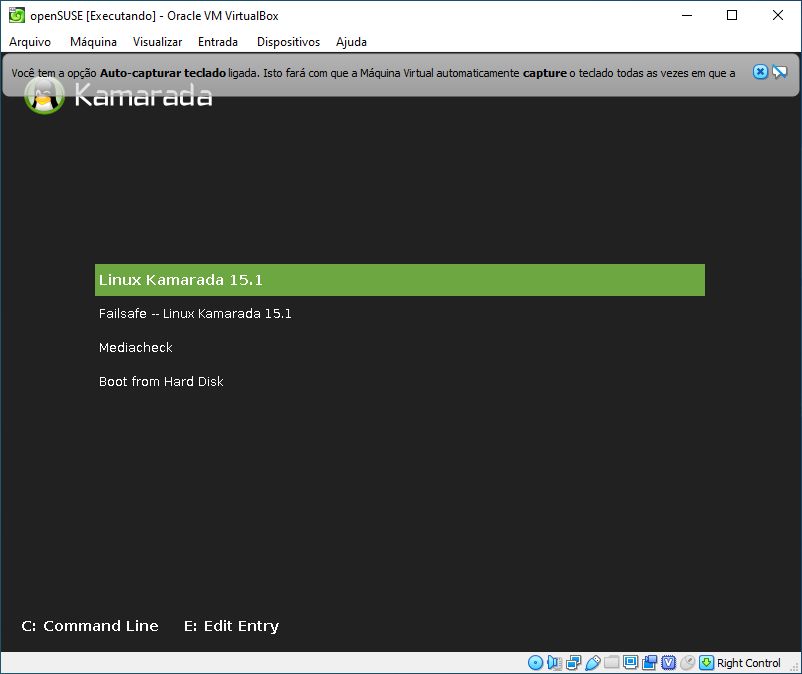 openSUSE [Executando] - Oracle VM VirtualBox
Arquivo Máquina Visualizar Entrada Dispositivos Ajuda
Você tem a opção Auto-capturar teclado ligada. Isto fará com que a Máquina Virtual automaticamente capture o teclado todas as vezes em que a
Kamarada
Linux Kamarada 15.1
Failsafe -- Linux Kamarada 15.1
Mediacheck
Boot from Hard Disk
C: Command Line E: Edit Entry
V
Right Control